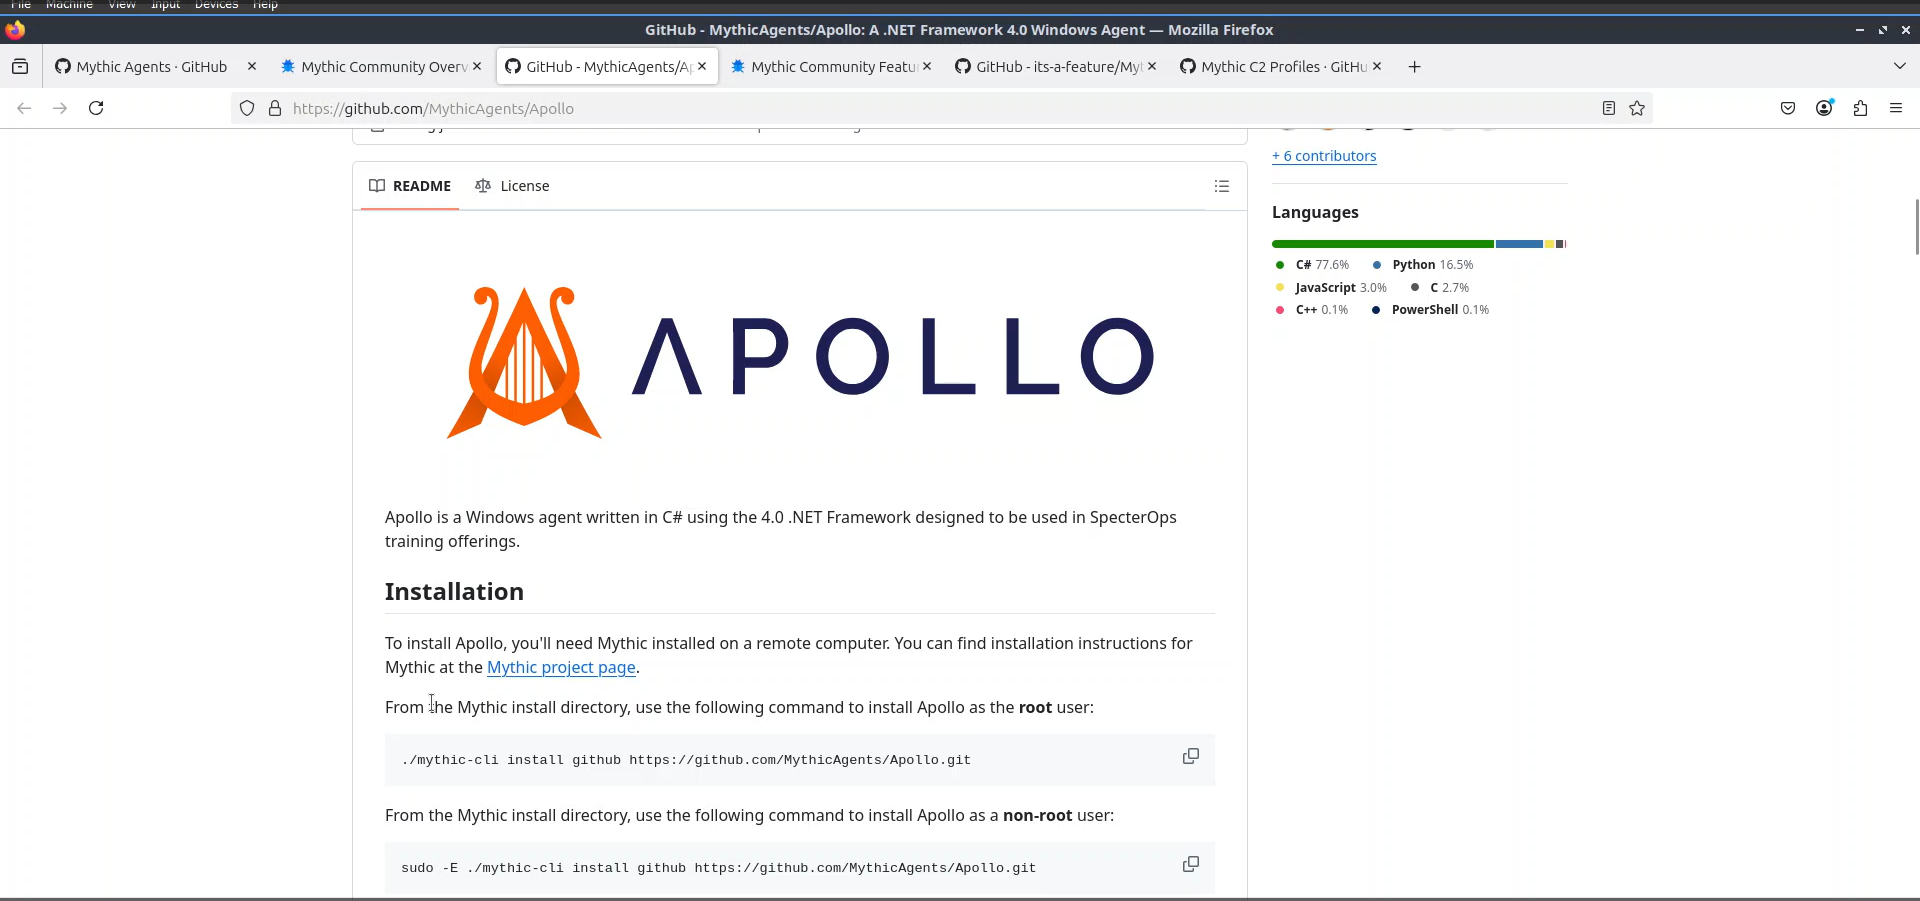 File Machine View Input Devices Help
GitHub - MythicAgents/Apollo: A .NET Framework 4.0 Windows Agent — Mozilla Firefox
Mythic Agents · GitHub
Mythic Community Overv
GitHub - MythicAgents/Ap
Mythic Community Featu
GitHub - its-a-feature/Myt
Mythic C2 Profiles · GitHu
https://github.com/MythicAgents/Apollo
+ 6 contributors
README License
Languages
C# 77.6% Python 16.5%
JavaScript 3.0% C 2.7%
C++ 0.1% PowerShell 0.1%
APOLLO
Apollo is a Windows agent written in C# using the 4.0 .NET Framework designed to be used in SpecterOps
training offerings.
Installation
To install Apollo, you'll need Mythic installed on a remote computer. You can find installation instructions for
Mythic at the Mythic project page.
From the Mythic install directory, use the following command to install Apollo as the root user:
./mythic-cli install github https://github.com/MythicAgents/Apollo.git
From the Mythic install directory, use the following command to install Apollo as a non-root user:
sudo -E ./mythic-cli install github https://github.com/MythicAgents/Apollo.git